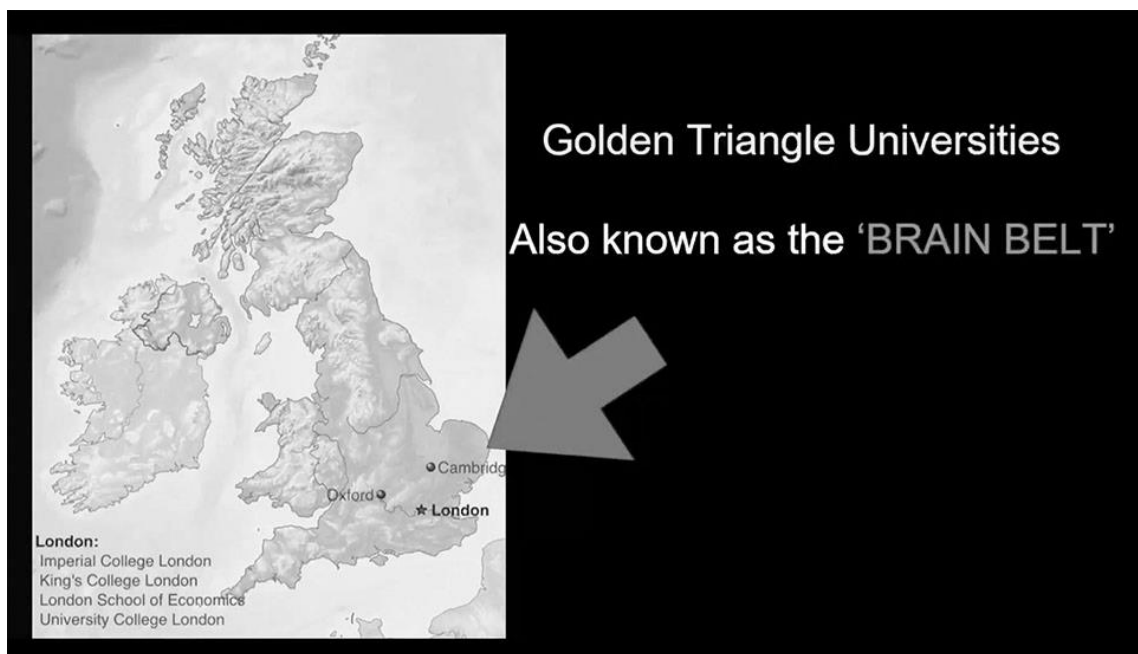 Golden Triangle Universities
Also known as the ‘BRAIN BELT’
Cambridg
Oxford
London
London:
Imperial College London
King's College London
London School of Economics
University College London